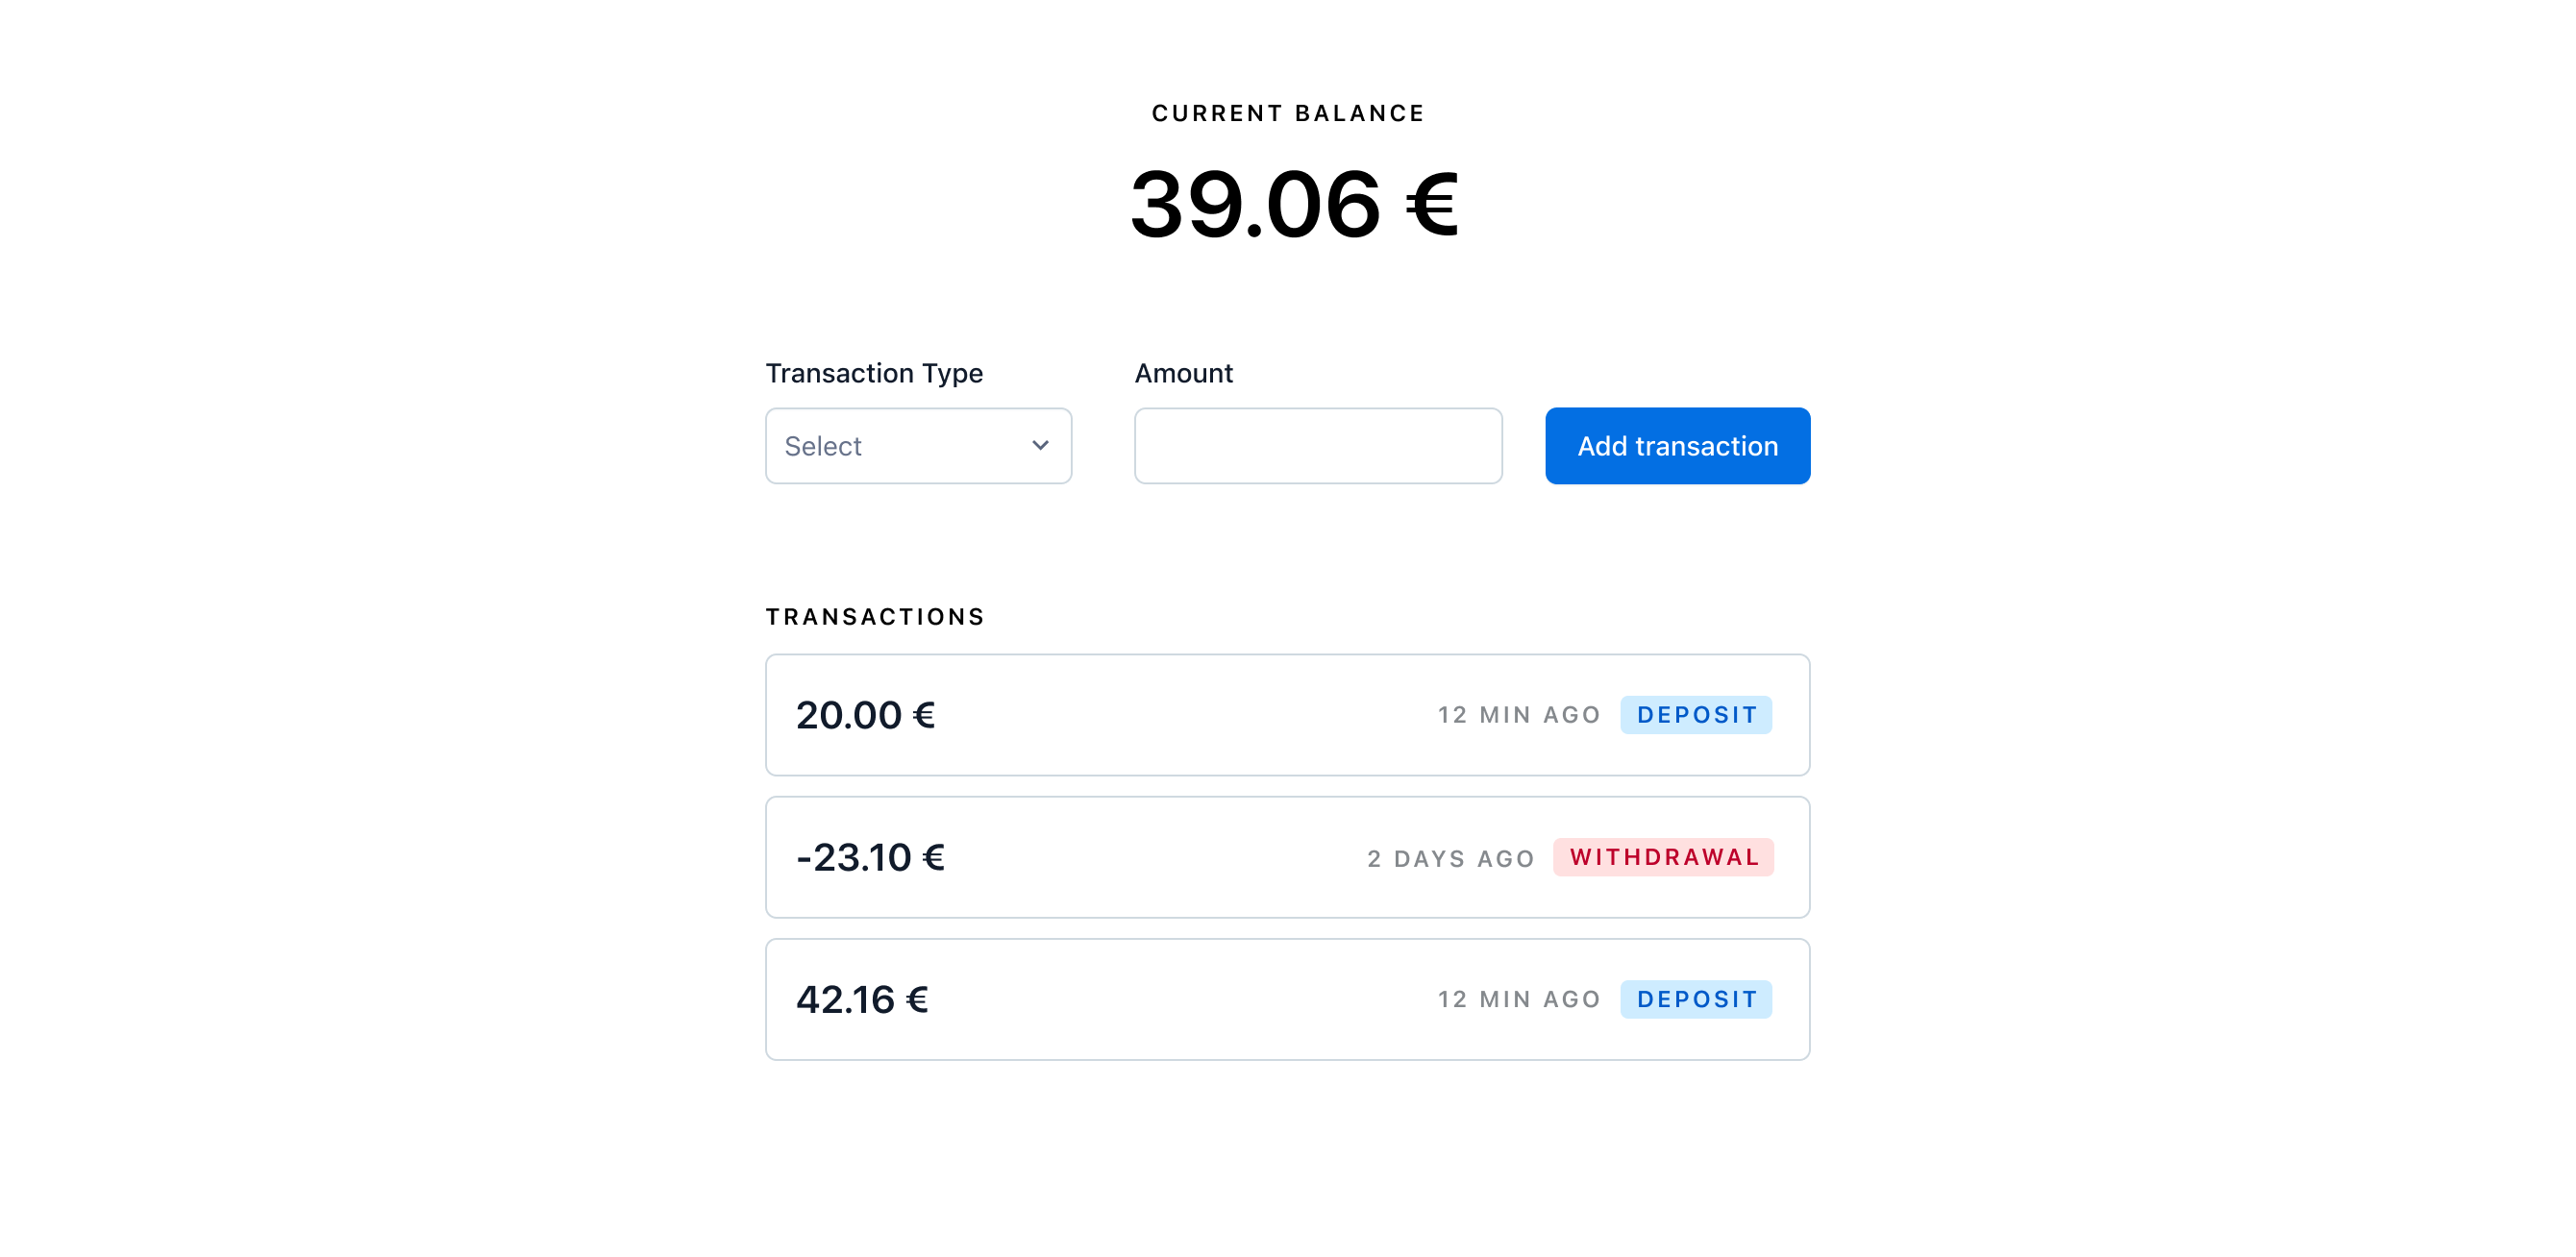 CURRENT BALANCE
39.06 €
Transaction Type
Amount
Select
Add transaction
TRANSACTIONS
20.00 € 12 MIN AGO DEPOSIT
-23.10 € 2 DAYS AGO WITHDRAWAL
42.16 € 12 MIN AGO DEPOSIT